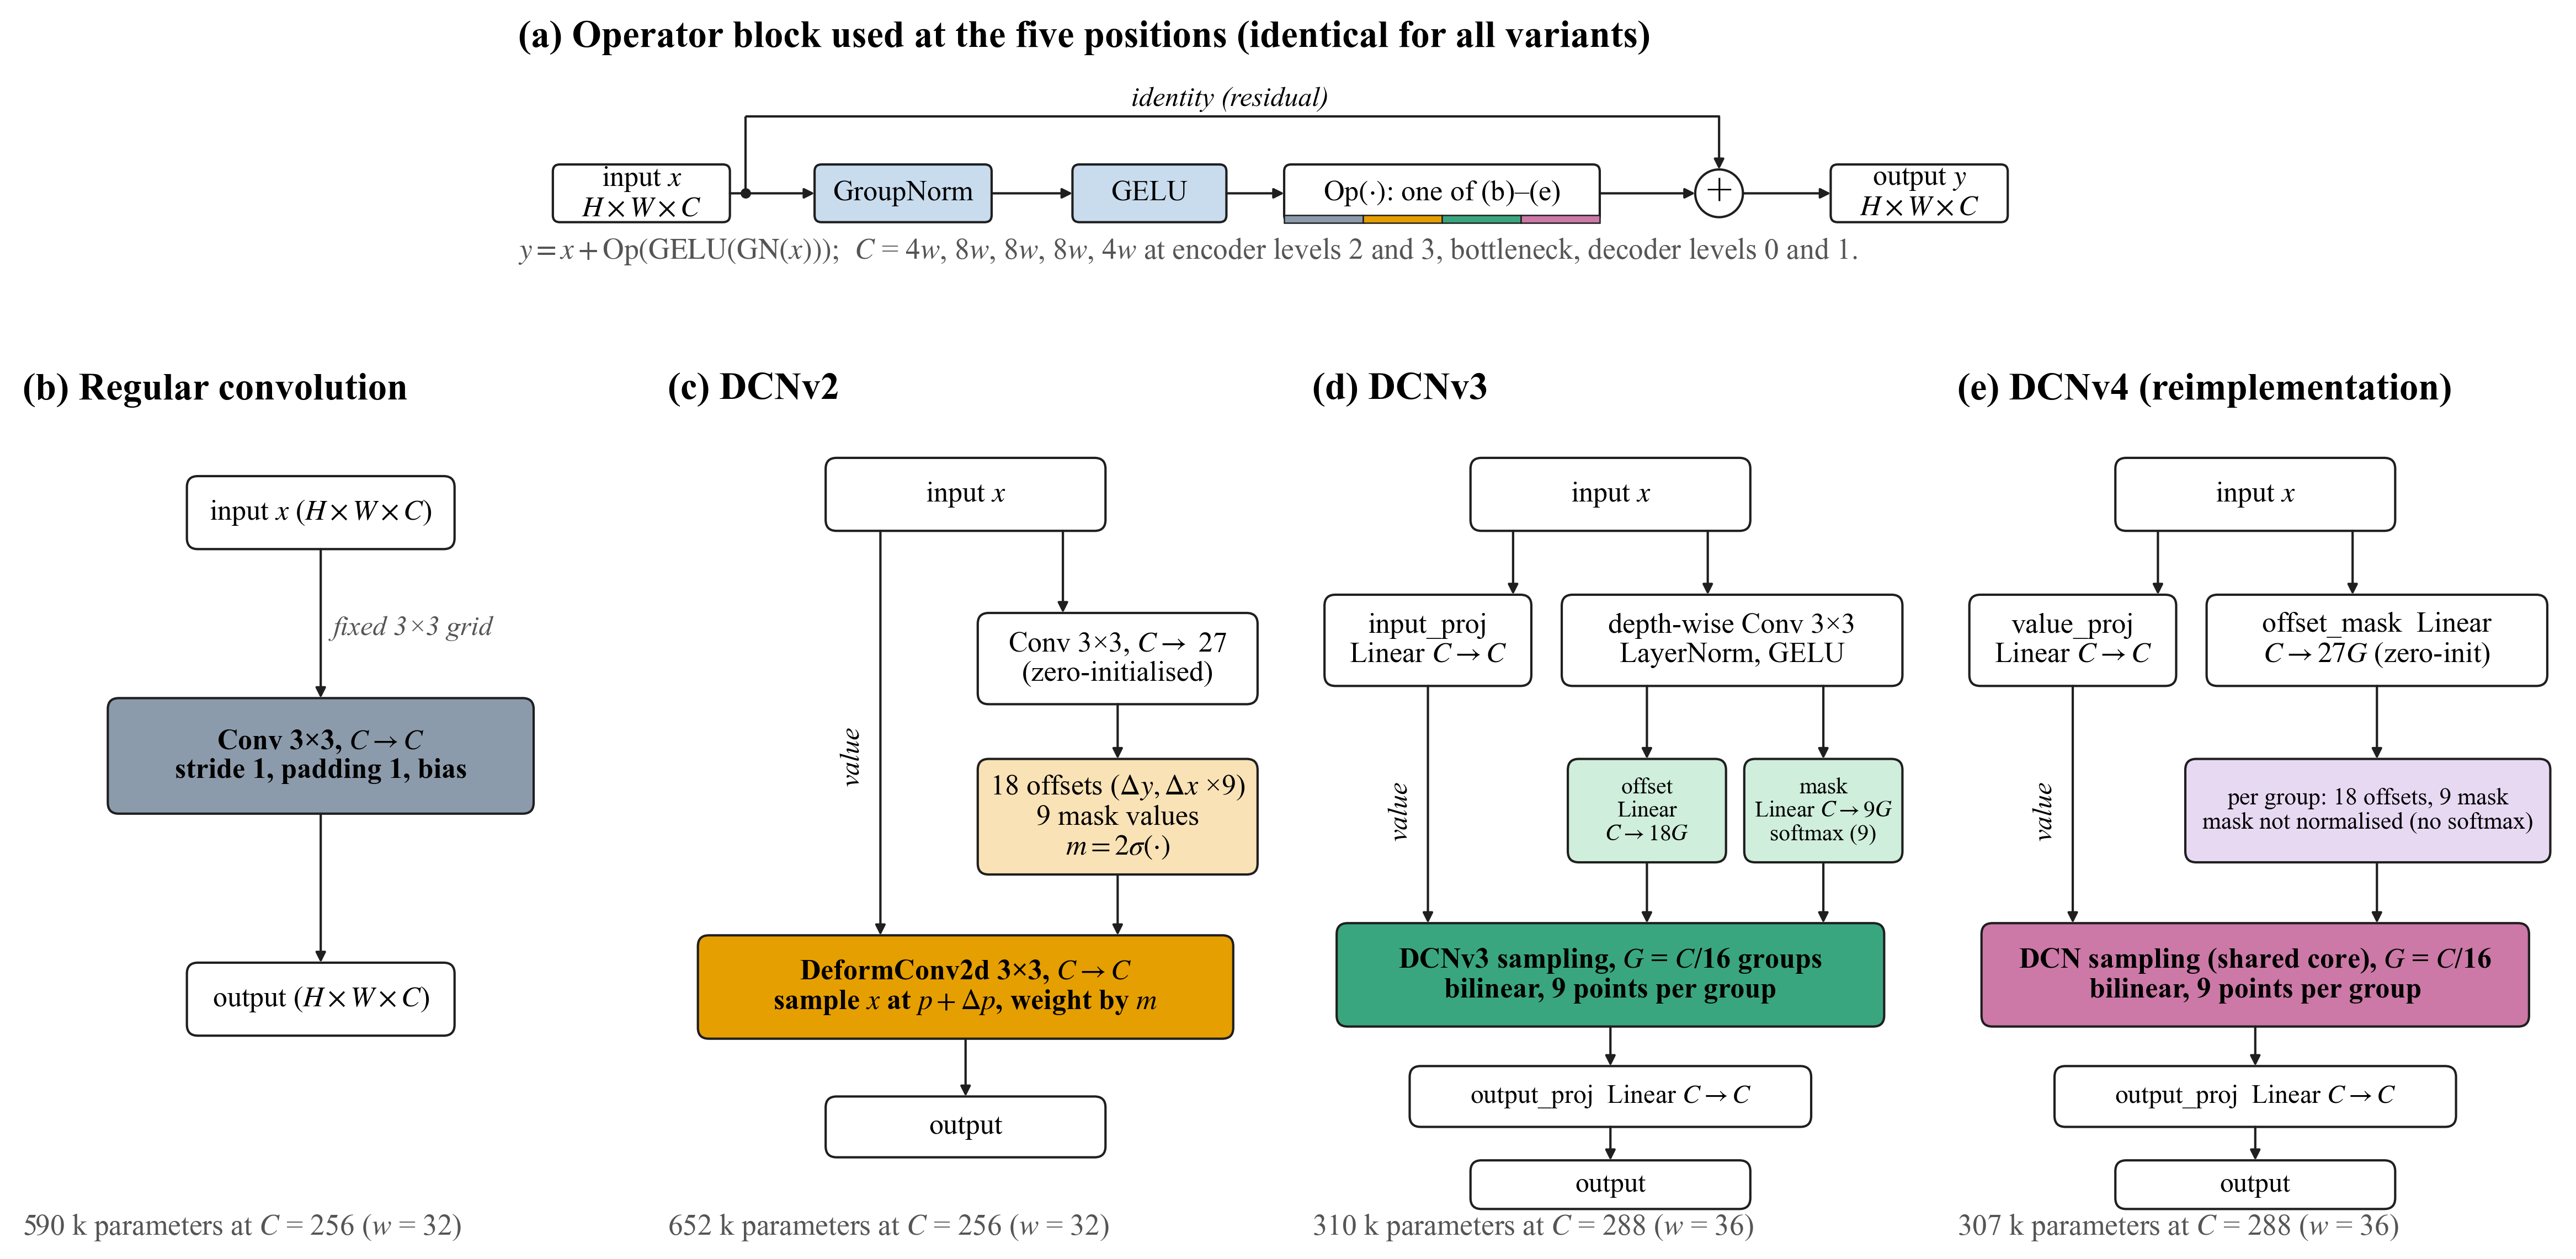 (a) Operator block used at the five positions (identical for all variants)
identity (residual)
input x
H×W×C
GroupNorm
GELU
Op(·): one of (b)–(e)
+
output y
H×W×C
y = x + Op(GELU(GN(x))); C = 4w, 8w, 8w, 8w, 4w at encoder levels 2 and 3, bottleneck, decoder levels 0 and 1.
(b) Regular convolution
input x (H×W×C)
fixed 3×3 grid
Conv 3×3, C→C
stride 1, padding 1, bias
output (H×W×C)
590 k parameters at C = 256 (w = 32)
(c) DCNv2
input x
Conv 3×3, C→ 27
(zero-initialised)
value
18 offsets (Δy, Δx ×9)
9 mask values
m = 2σ(·)
DeformConv2d 3×3, C→C
sample x at p + Δp, weight by m
output
652 k parameters at C = 256 (w = 32)
(d) DCNv3
input x
input_proj
Linear C→C
depth-wise Conv 3×3
LayerNorm, GELU
value
offset
Linear
C→18G
mask
Linear C→9G
softmax (9)
DCNv3 sampling, G = C/16 groups
bilinear, 9 points per group
output_proj Linear C→C
output
310 k parameters at C = 288 (w = 36)
(e) DCNv4 (reimplementation)
input x
value_proj
Linear C→C
offset_mask Linear
C→27G (zero-init)
value
per group: 18 offsets, 9 mask
mask not normalised (no softmax)
DCN sampling (shared core), G = C/16
bilinear, 9 points per group
output_proj Linear C→C
output
307 k parameters at C = 288 (w = 36)